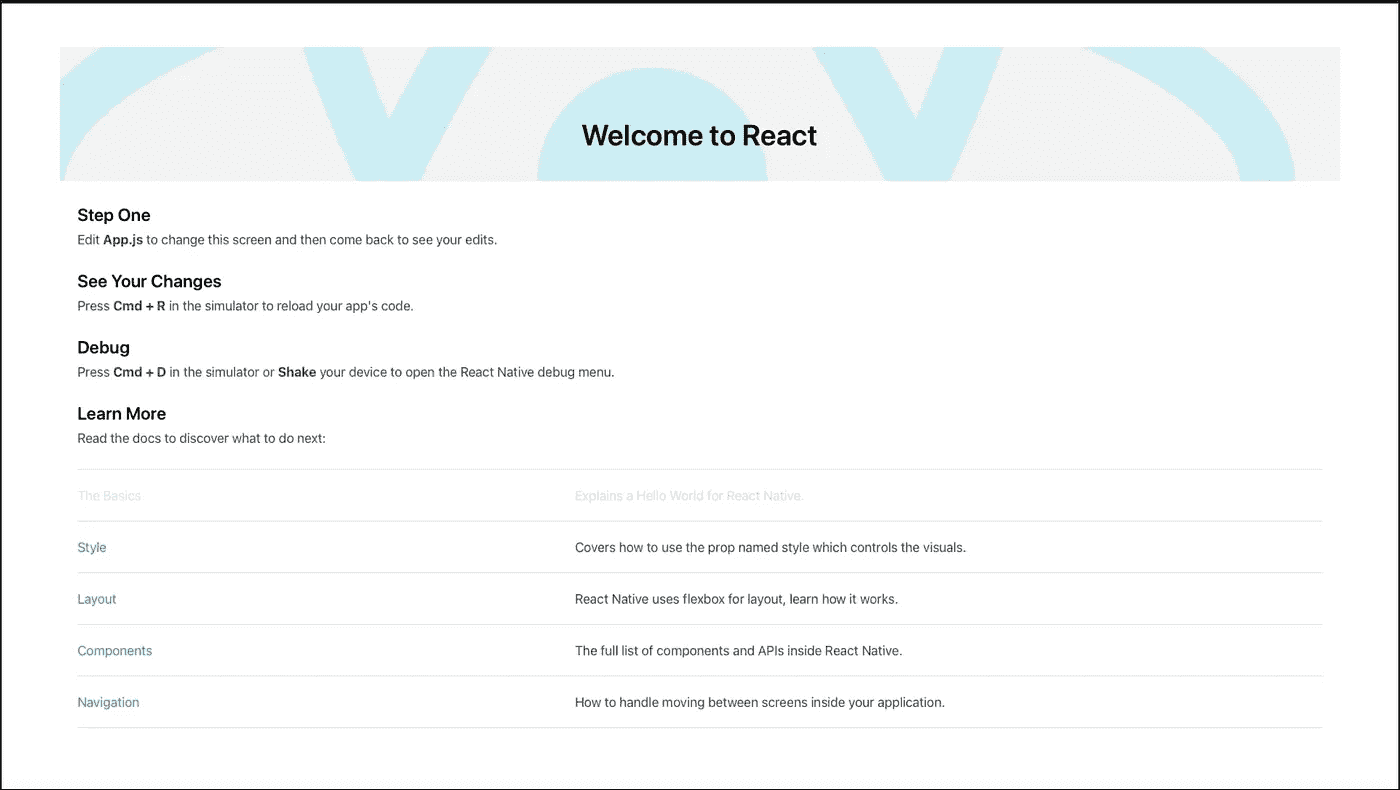 Welcome to React
Step One
Edit App.js to change this screen and then come back to see your edits.
See Your Changes
Press Cmd + R in the simulator to reload your app's code.
Debug
Press Cmd + D in the simulator or Shake your device to open the React Native debug menu.
Learn More
Read the docs to discover what to do next:
The Basics Explains a Hello World for React Native.
Style Covers how to use the prop named style which controls the visuals.
Layout React Native uses flexbox for layout, learn how it works.
Components The full list of components and APIs inside React Native.
Navigation How to handle moving between screens inside your application.